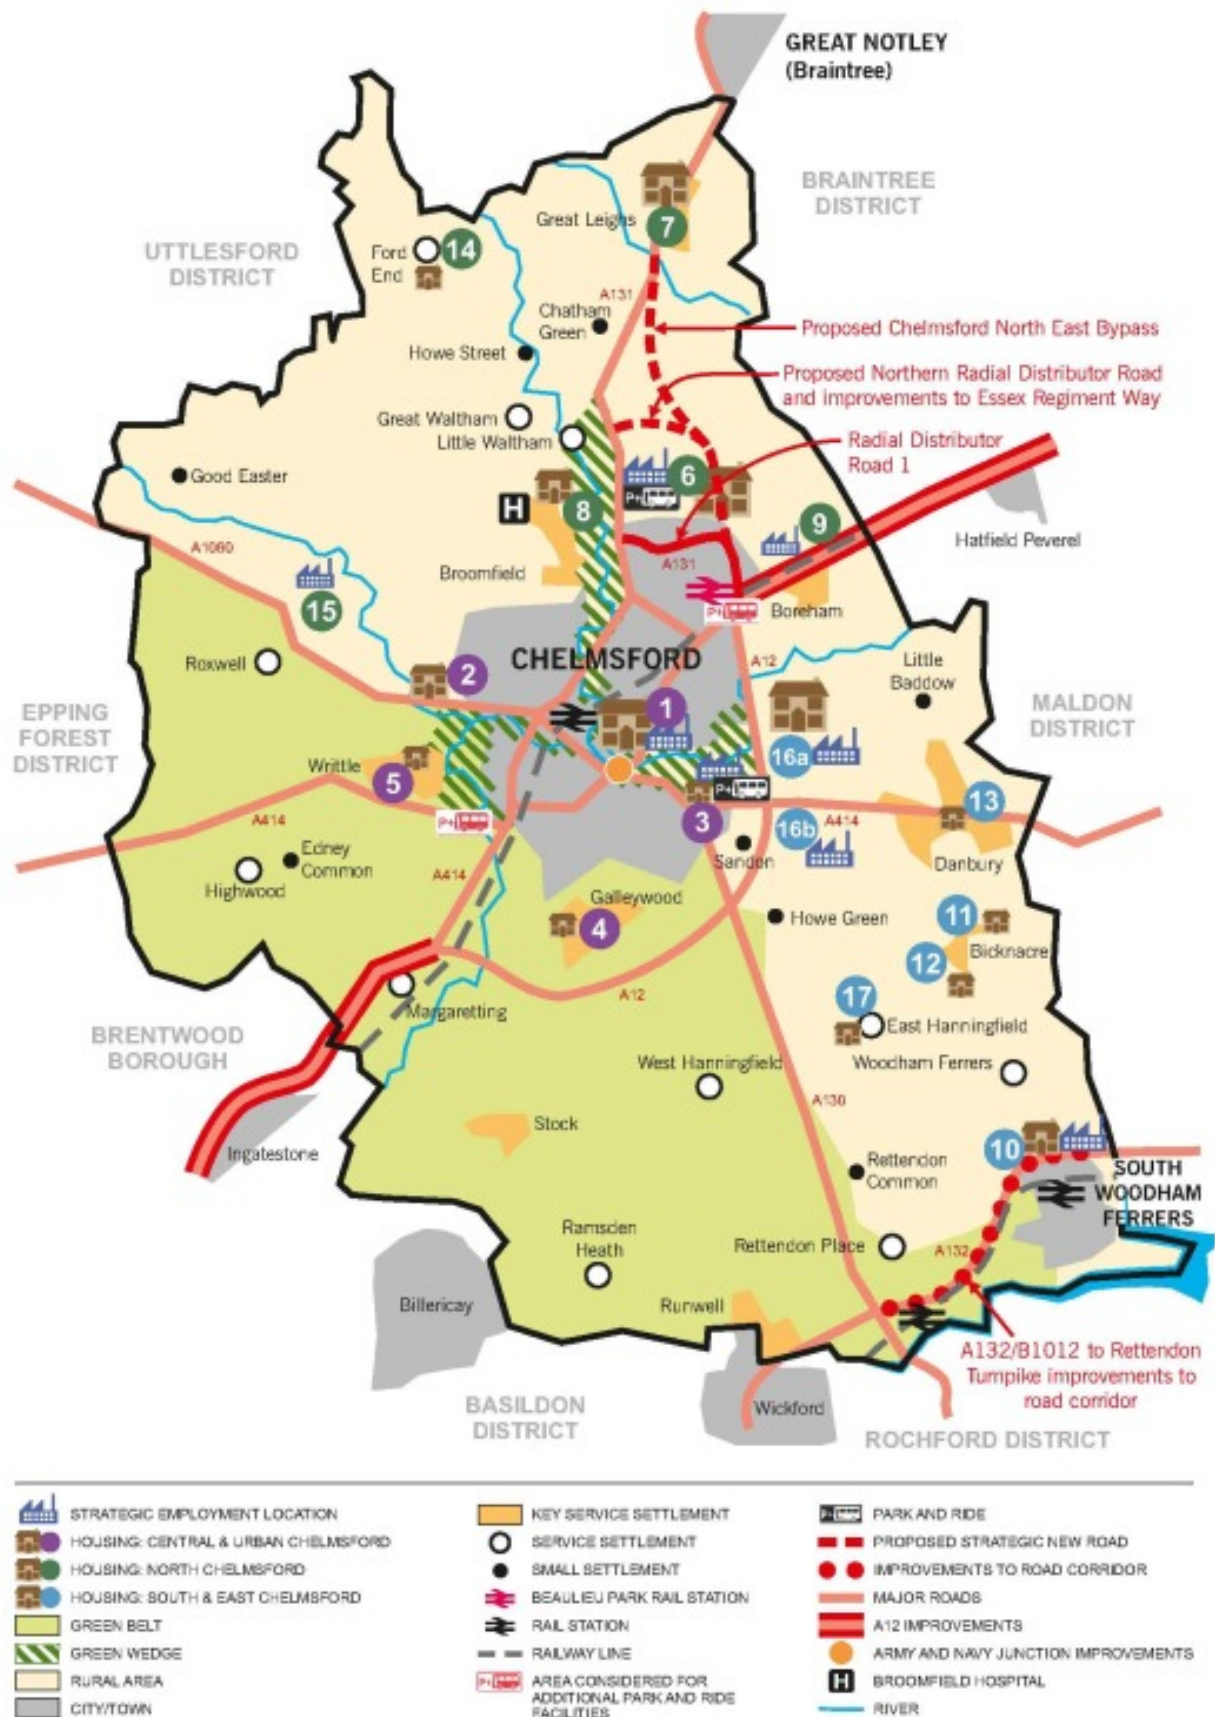 GREAT NOTLEY
(Braintree)
BRAINTREE
DISTRICT
UTTLESFORD
DISTRICT
Great Leighs
7
Ford
End
14
A131
Chatham
Green
Howe Street
Proposed Chelmsford North East Bypass
Proposed Northern Radial Distributor Road
and improvements to Essex Regiment Way
Great Waltham
Little Waltham
Radial Distributor
Road 1
Good Easter
6
P+
H
8
9
Hatfield Peverel
A1060
Broomfield
A131
15
P+
Boreham
Roxwell
CHELMSFORD
A12
Little
Baddow
2
EPPING
FOREST
DISTRICT
MALDON
DISTRICT
1
16a
Writtle
5
P+
13
3
16b
A414
A414
P+
Sandon
Danbury
Edney
Common
Highwood
A414
Galleywood
4
Howe Green
11
Bicknacre
12
A12
17
Margaretting
East Hanningfield
BRENTWOOD
BOROUGH
West Hanningfield
Woodham Ferrers
A130
Stock
Ingatestone
10
Rettendon
Common
SOUTH
WOODHAM
FERRERS
Ramsden
Heath
Rettendon Place
A132
Billericay
Runwell
A132/B1012 to Rettendon
Turnpike improvements to
road corridor
BASILDON
DISTRICT
Wickford
ROCHFORD DISTRICT
STRATEGIC EMPLOYMENT LOCATION
HOUSING: CENTRAL & URBAN CHELMSFORD
HOUSING: NORTH CHELMSFORD
HOUSING: SOUTH & EAST CHELMSFORD
GREEN BELT
GREEN WEDGE
RURAL AREA
CITY/TOWN
KEY SERVICE SETTLEMENT
SERVICE SETTLEMENT
SMALL SETTLEMENT
BEAULIEU PARK RAIL STATION
RAIL STATION
RAILWAY LINE
P+
AREA CONSIDERED FOR
ADDITIONAL PARK AND RIDE
FACILITIES
P+
PARK AND RIDE
PROPOSED STRATEGIC NEW ROAD
IMPROVEMENTS TO ROAD CORRIDOR
MAJOR ROADS
A12 IMPROVEMENTS
ARMY AND NAVY JUNCTION IMPROVEMENTS
H
BROOMFIELD HOSPITAL
RIVER